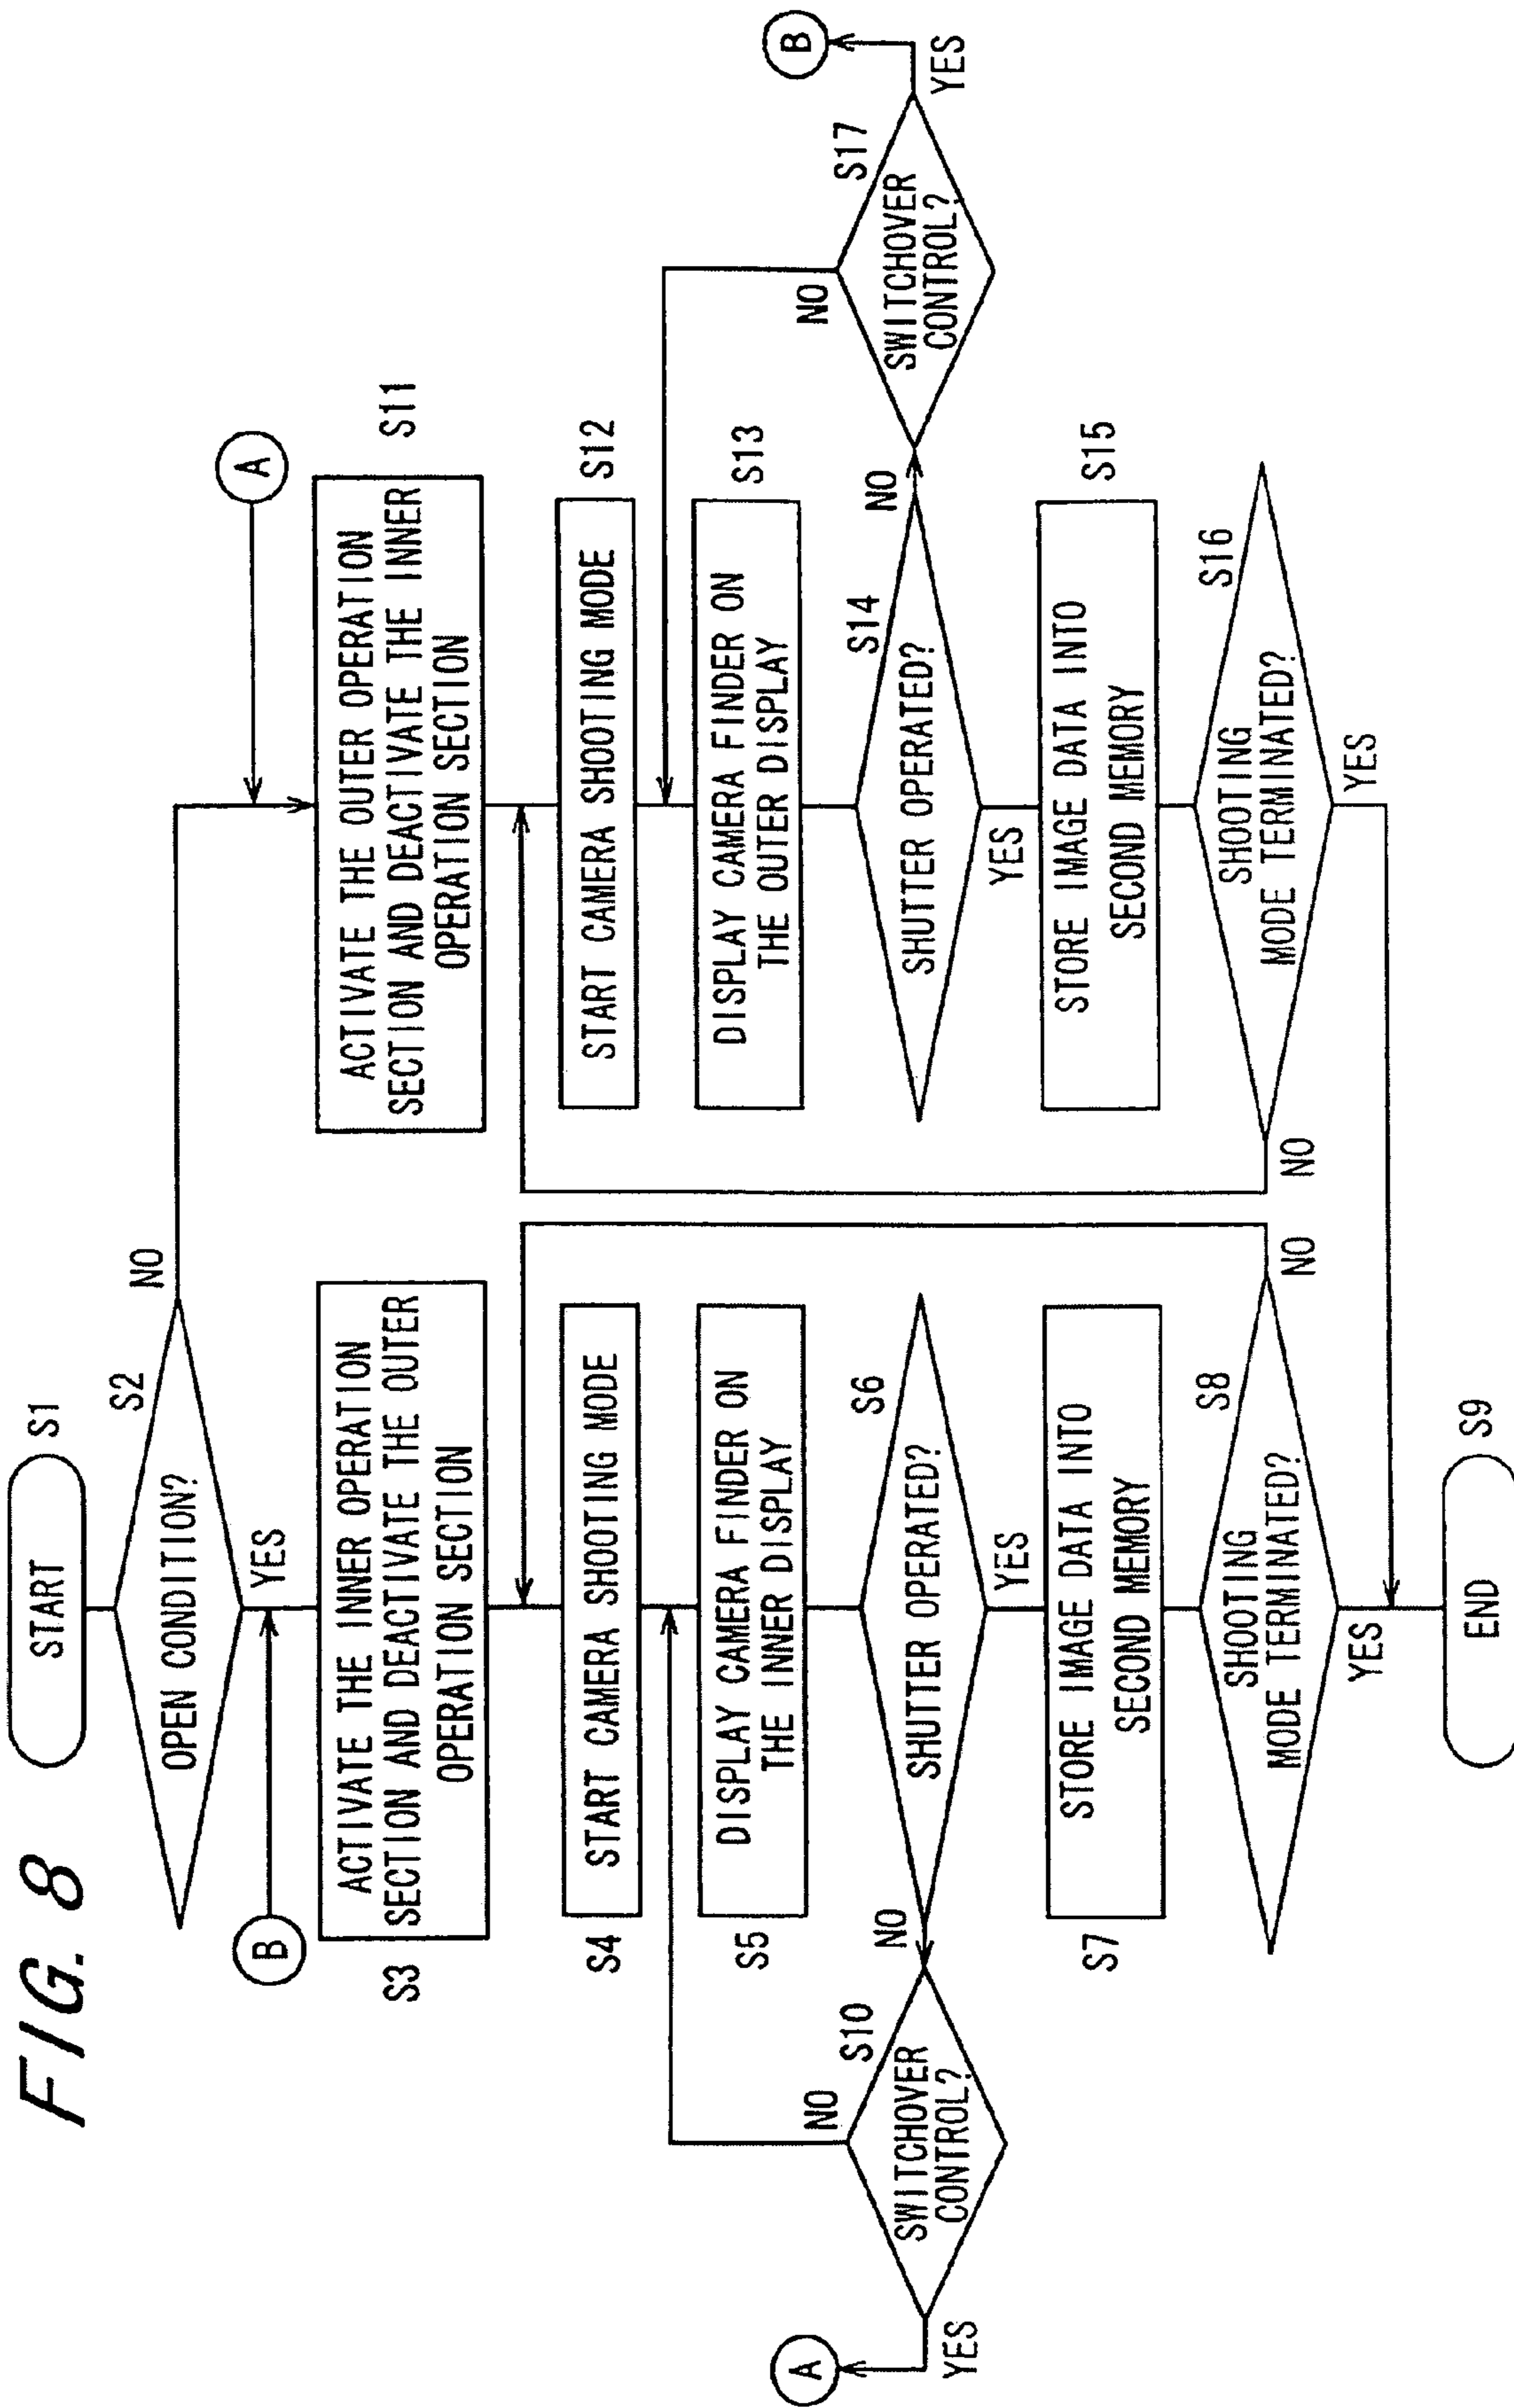 FIG. 8
START
S1
S2
OPEN CONDITION?
NO
YES
B
S3
ACTIVATE THE INNER OPERATION
SECTION AND DEACTIVATE THE OUTER
OPERATION SECTION
S4
START CAMERA SHOOTING MODE
S5
DISPLAY CAMERA FINDER ON
THE INNER DISPLAY
S6
SHUTTER OPERATED?
NO
YES
S10
SWITCHOVER
CONTROL?
NO
YES
A
S7
STORE IMAGE DATA INTO
SECOND MEMORY
S8
SHOOTING
MODE TERMINATED?
NO
YES
END
S9
A
ACTIVATE THE OUTER OPERATION
SECTION AND DEACTIVATE THE INNER
OPERATION SECTION
S11
START CAMERA SHOOTING MODE
S12
DISPLAY CAMERA FINDER ON
THE OUTER DISPLAY
S13
S14
SHUTTER OPERATED?
NO
YES
S17
SWITCHOVER
CONTROL?
NO
YES
B
STORE IMAGE DATA INTO
SECOND MEMORY
S15
S16
SHOOTING
MODE TERMINATED?
NO
YES